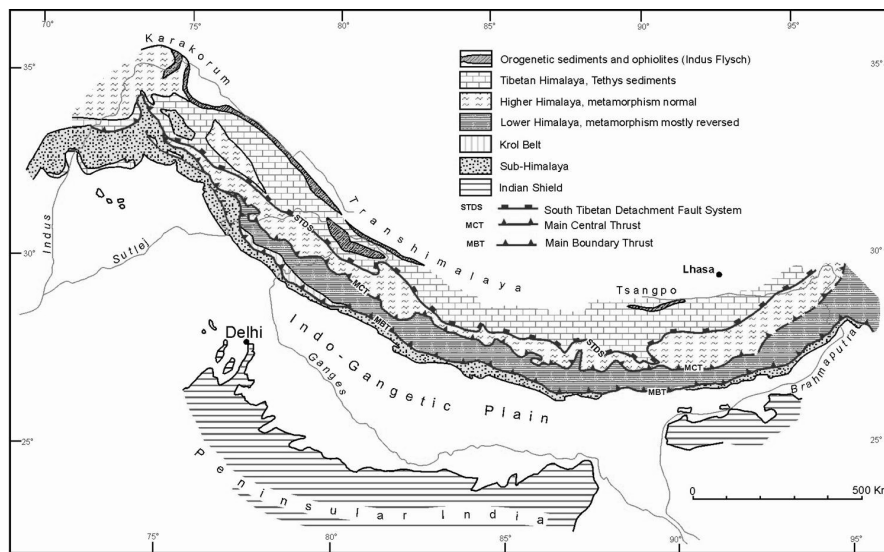 70°
75°
80°
85°
90°
95°
35°
30°
25°
35°
30°
25°
75°
80°
85°
90°
95°
Karakorum
Transhimalaya
Indus
Sutlej
Delhi
Indo-Gangetic Plain
Ganges
Peninsular India
Lhasa
Tsangpo
Brahmaputra
STDS
STDS
MCT
MCT
MBT
MBT
Orogenetic sediments and ophiolites (Indus Flysch)
Tibetan Himalaya, Tethys sediments
Higher Himalaya, metamorphism normal
Lower Himalaya, metamorphism mostly reversed
Krol Belt
Sub-Himalaya
Indian Shield
STDS South Tibetan Detachment Fault System
MCT Main Central Thrust
MBT Main Boundary Thrust
0 500 Km